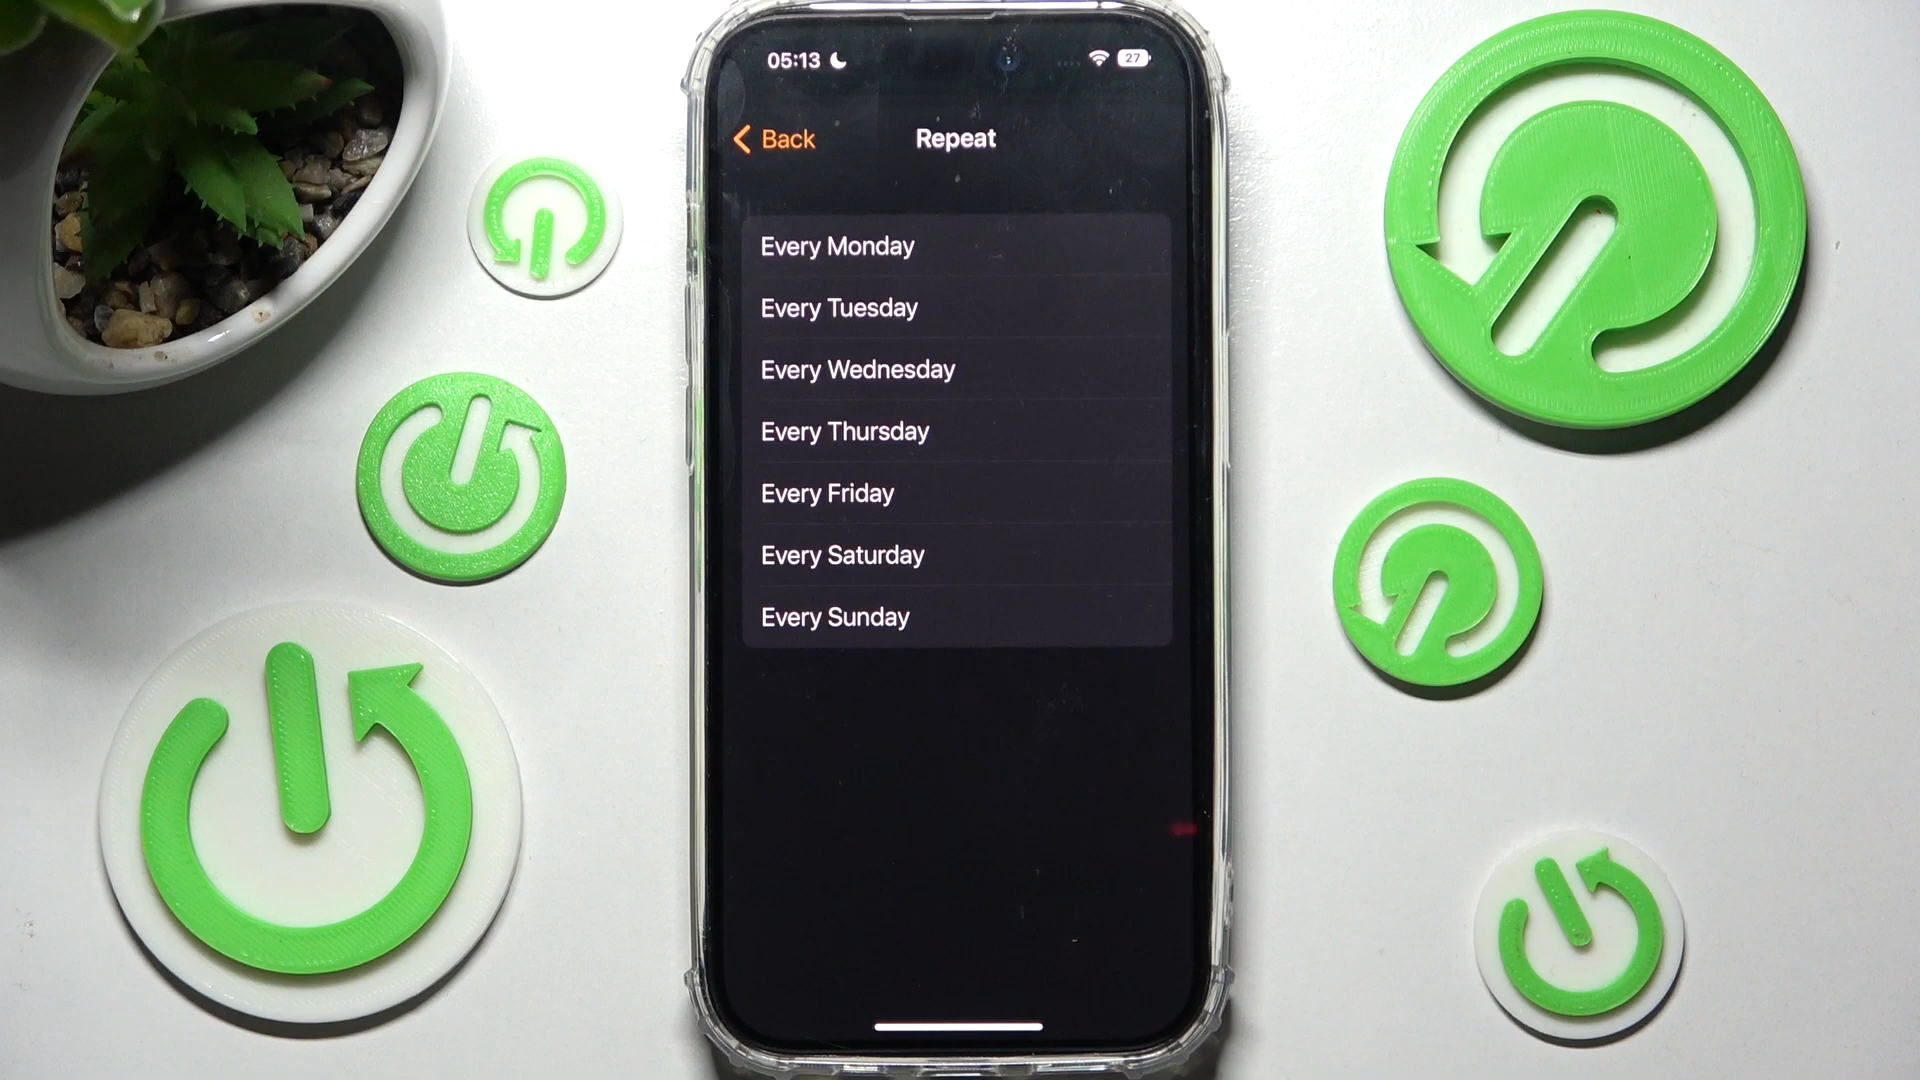 05:13
27
Back
Repeat
Every Monday
Every Tuesday
Every Wednesday
Every Thursday
Every Friday
Every Saturday
Every Sunday